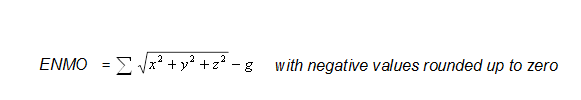 ENMO = ∑ √x² + y² + z² − g with negative values rounded up to zero